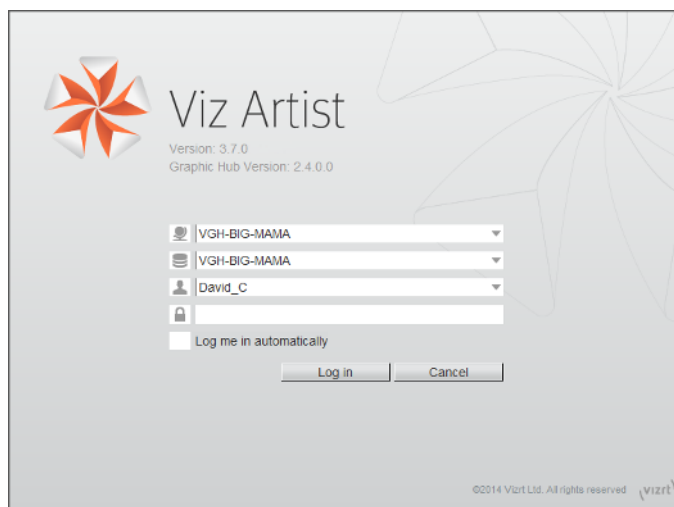 Viz Artist
Version: 3.7.0
Graphic Hub Version: 2.4.0.0
VGH-BIG-MAMA
VGH-BIG-MAMA
David_C
Log me in automatically
Log in
Cancel
©2014 Vizrt Ltd. All rights reserved
vizrt